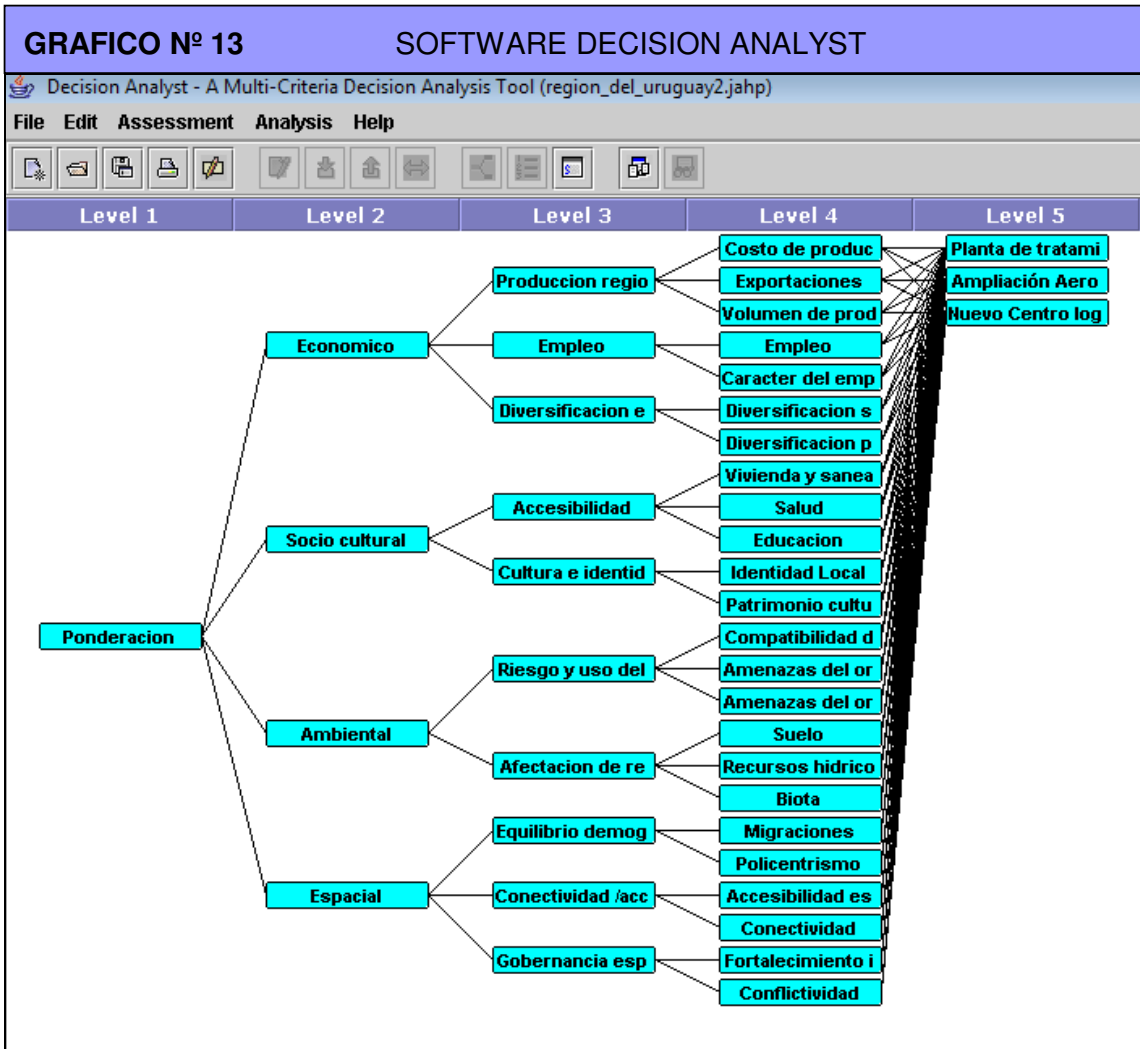 GRAFICO Nº 13 SOFTWARE DECISION ANALYST
Decision Analyst - A Multi-Criteria Decision Analysis Tool (region_del_uruguay2.jahp)
File Edit Assessment Analysis Help
Level 1 Level 2 Level 3 Level 4 Level 5
Ponderacion
Economico
Socio cultural
Ambiental
Espacial
Produccion regio
Empleo
Diversificacion e
Accesibilidad
Cultura e identid
Riesgo y uso del
Afectacion de re
Equilibrio demog
Conectividad /acc
Gobernancia esp
Costo de produc
Exportaciones
Volumen de prod
Empleo
Caracter del emp
Diversificacion s
Diversificacion p
Vivienda y sanea
Salud
Educacion
Identidad Local
Patrimonio cultu
Compatibilidad d
Amenazas del or
Amenazas del or
Suelo
Recursos hidrico
Biota
Migraciones
Policentrismo
Accesibilidad es
Conectividad
Fortalecimiento i
Conflictividad
Planta de tratami
Ampliación Aero
Nuevo Centro log